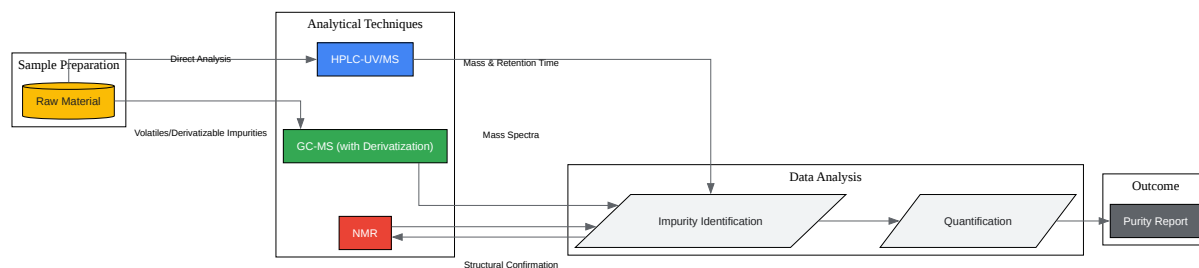 Analytical Techniques
Sample Preparation
Direct Analysis
HPLC-UV/MS
Mass & Retention Time
Raw Material
Volatiles/Derivatizable Impurities
GC-MS (with Derivatization)
Mass Spectra
Data Analysis
Outcome
NMR
Impurity Identification
Quantification
Purity Report
Structural Confirmation